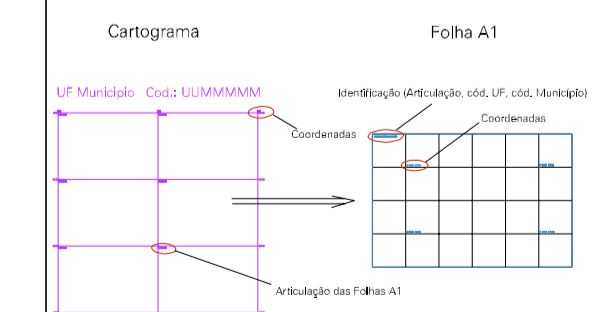 Cartograma
Folha A1
UF Municipio Cod.: UUMMMMM
Identificação (Articulação, cód. UF, cód. Município)
Coordenadas
Coordenadas
Articulação das Folhas A1